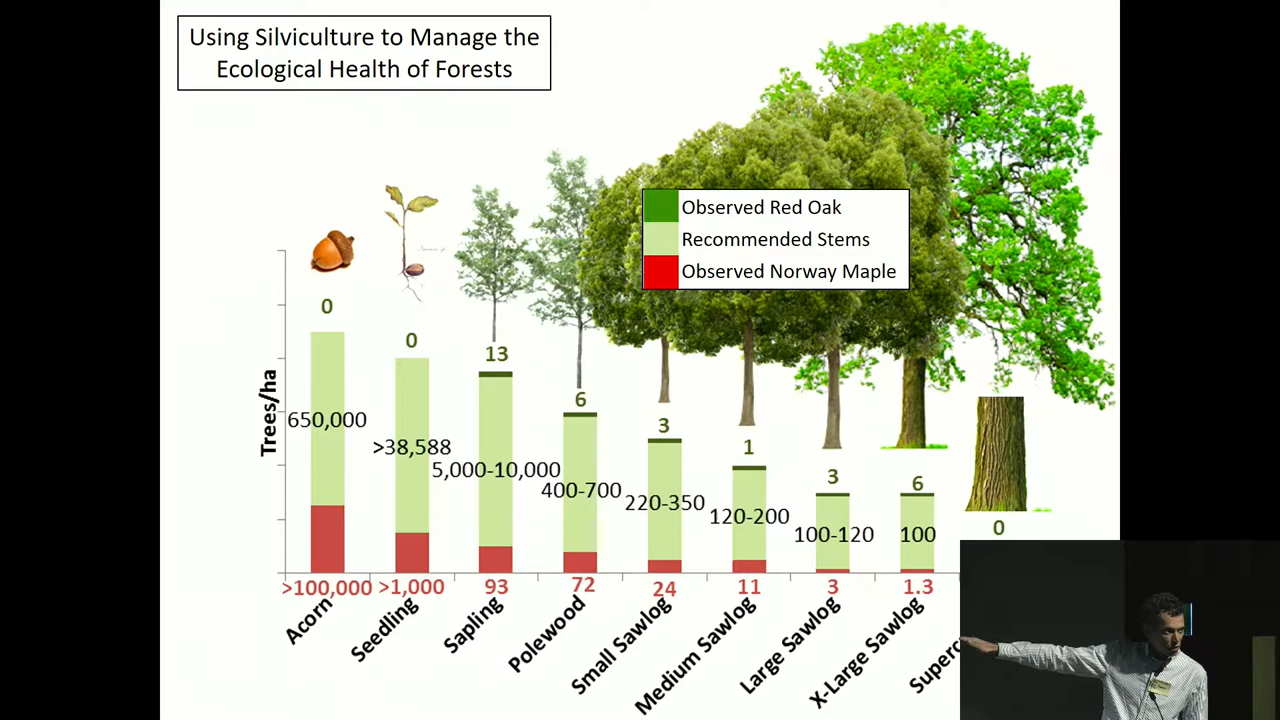 Using Silviculture to Manage the
Ecological Health of Forests
Observed Red Oak
Recommended Stems
Observed Norway Maple
Trees/ha
0
0
13
6
3
1
3
6
0
650,000
>38,588
5,000-10,000
400-700
220-350
120-200
100-120
100
>100,000
>1,000
93
72
24
11
3
1.3
Acorn
Seedling
Sapling
Polewood
Small Sawlog
Medium Sawlog
Large Sawlog
X-Large Sawlog